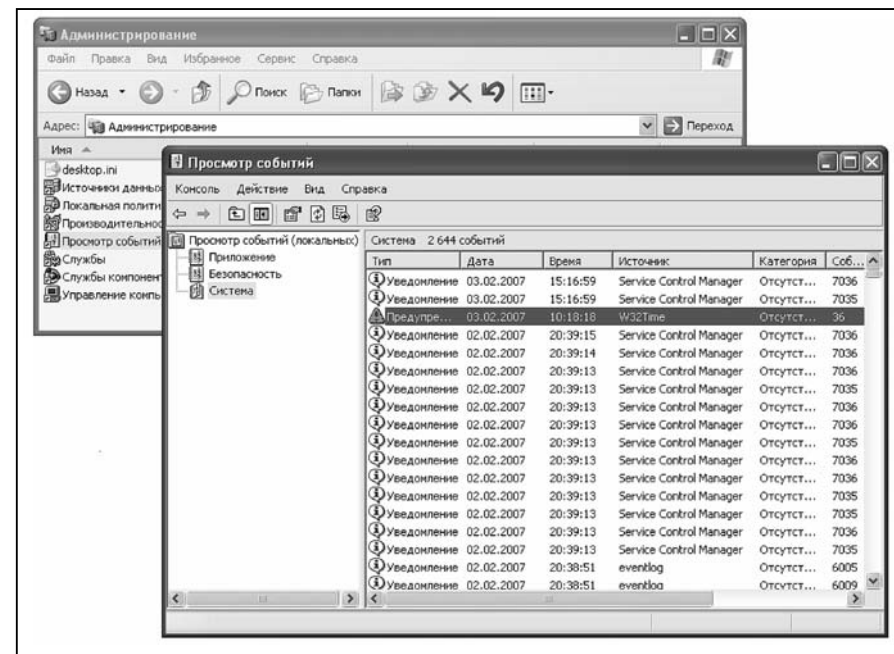 Администрирование
Файл Правка Вид Избранное Сервис Справка
Назад Поиск Папки
Адрес: Администрирование Переход
Имя
desktop.ini
Источники данных
Локальная полити
Производительнос
Просмотр событий
Службы
Службы компонент
Управление компь
Просмотр событий
Консоль Действие Вид Справка
Просмотр событий (локальных)
Приложение
Безопасность
Система
Система 2 644 событий
Тип Дата Время Источник Категория Соб...
Уведомление 03.02.2007 15:16:59 Service Control Manager Отсутст... 7036
Уведомление 03.02.2007 15:16:59 Service Control Manager Отсутст... 7035
Предупре... 03.02.2007 10:18:18 W32Time Отсутст... 36
Уведомление 02.02.2007 20:39:15 Service Control Manager Отсутст... 7036
Уведомление 02.02.2007 20:39:14 Service Control Manager Отсутст... 7036
Уведомление 02.02.2007 20:39:13 Service Control Manager Отсутст... 7036
Уведомление 02.02.2007 20:39:13 Service Control Manager Отсутст... 7035
Уведомление 02.02.2007 20:39:13 Service Control Manager Отсутст... 7036
Уведомление 02.02.2007 20:39:13 Service Control Manager Отсутст... 7036
Уведомление 02.02.2007 20:39:13 Service Control Manager Отсутст... 7035
Уведомление 02.02.2007 20:39:13 Service Control Manager Отсутст... 7036
Уведомление 02.02.2007 20:39:13 Service Control Manager Отсутст... 7036
Уведомление 02.02.2007 20:39:13 Service Control Manager Отсутст... 7035
Уведомление 02.02.2007 20:39:13 Service Control Manager Отсутст... 7035
Уведомление 02.02.2007 20:39:13 Service Control Manager Отсутст... 7036
Уведомление 02.02.2007 20:39:13 Service Control Manager Отсутст... 7035
Уведомление 02.02.2007 20:38:51 eventlog Отсутст... 6005
Уведомление 02.02.2007 20:38:51 eventlog Отсутст... 6009